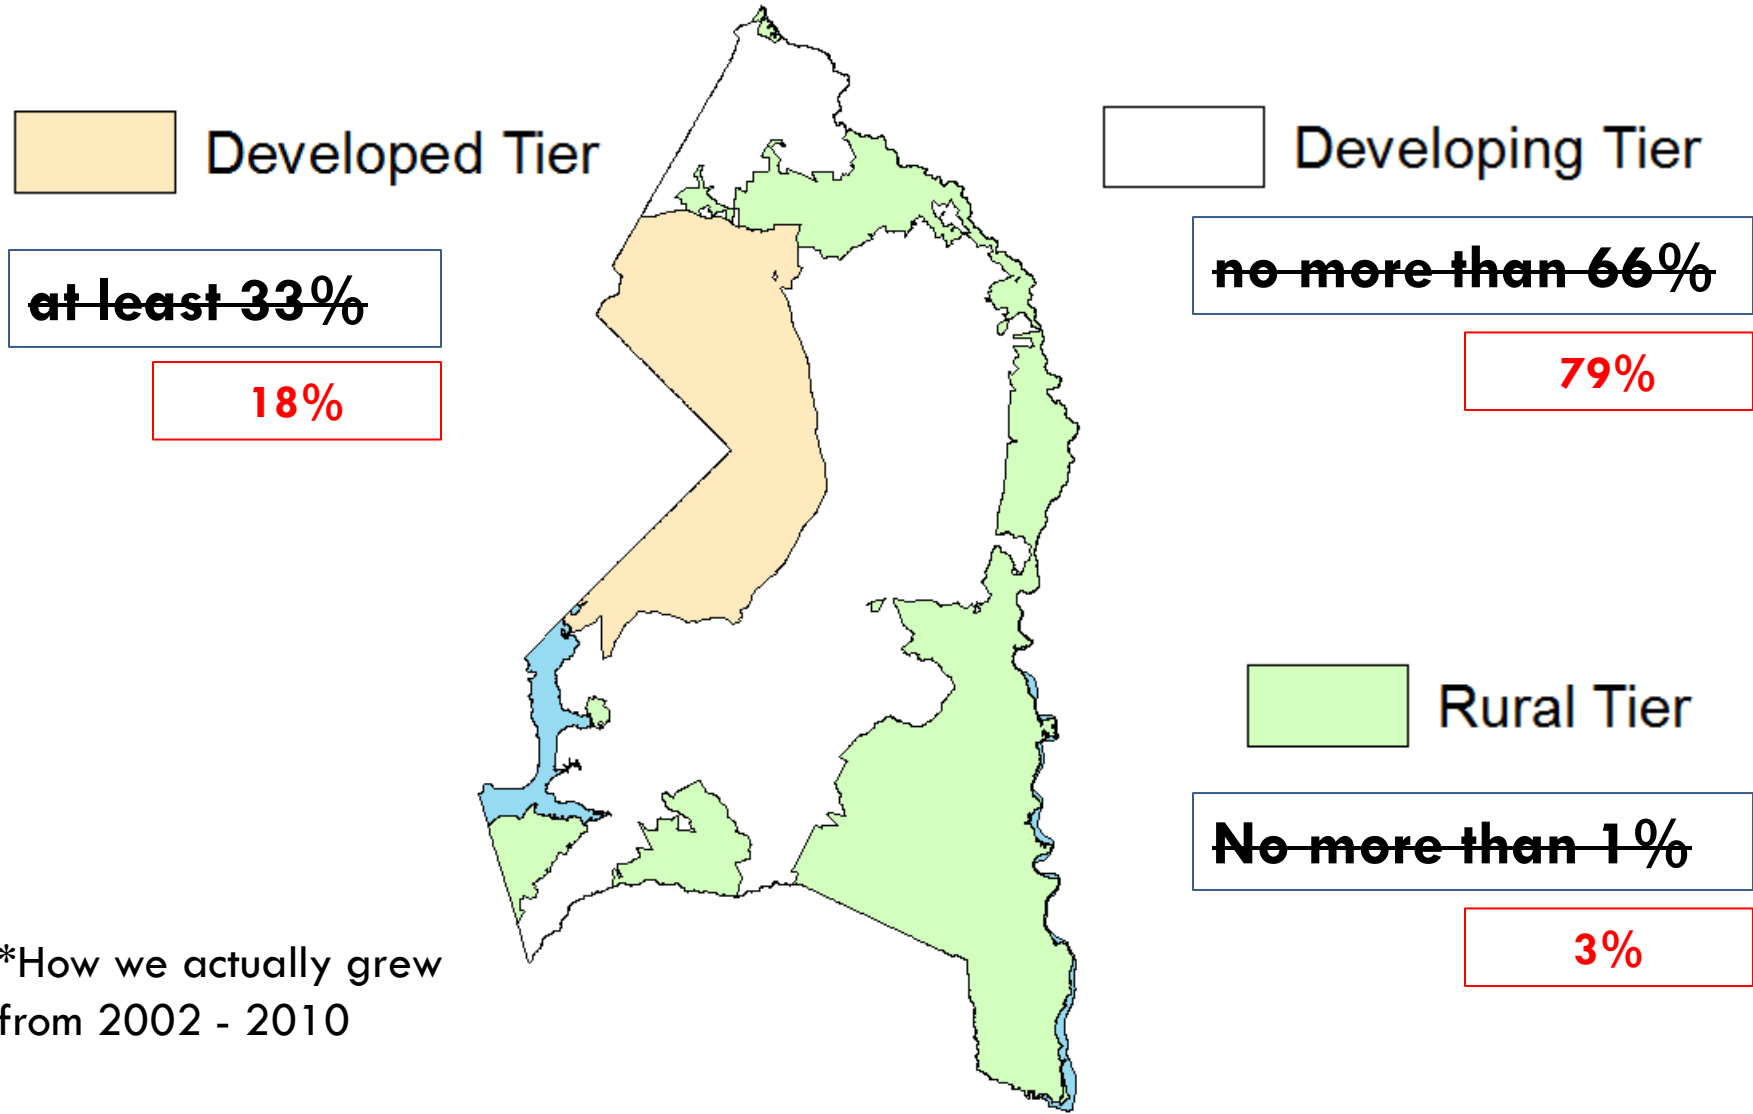 Developed Tier
at least 33%
18%
Developing Tier
no more than 66%
79%
Rural Tier
No more than 1%
3%
*How we actually grew
from 2002 - 2010